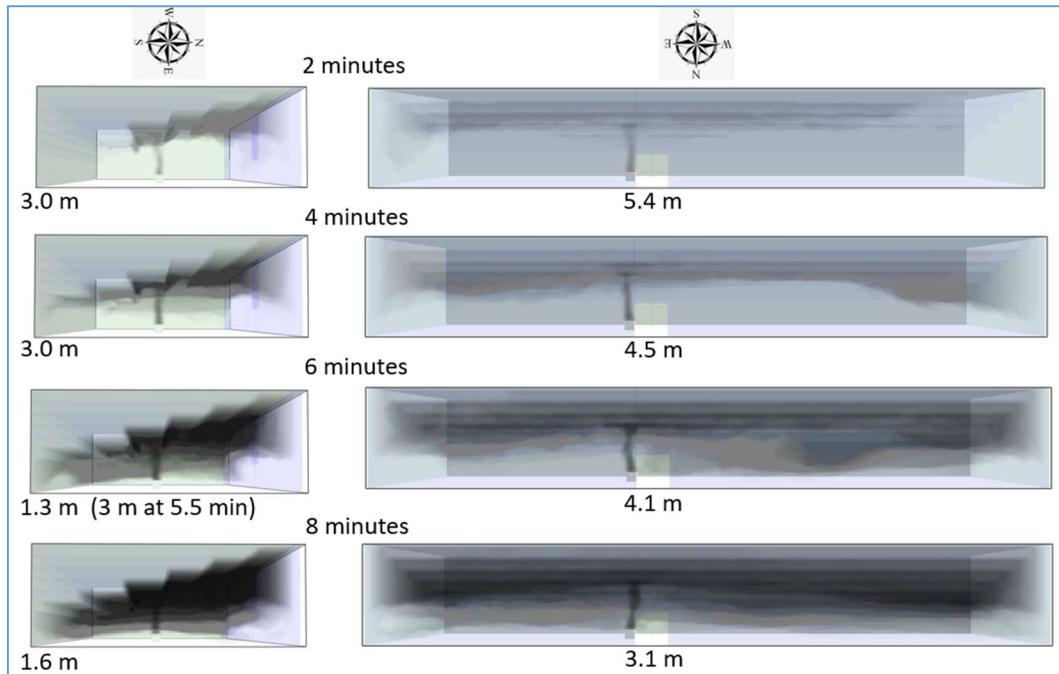 W
S N
E
S
E W
N
2 minutes
3.0 m 5.4 m
4 minutes
3.0 m 4.5 m
6 minutes
1.3 m (3 m at 5.5 min) 4.1 m
8 minutes
1.6 m 3.1 m